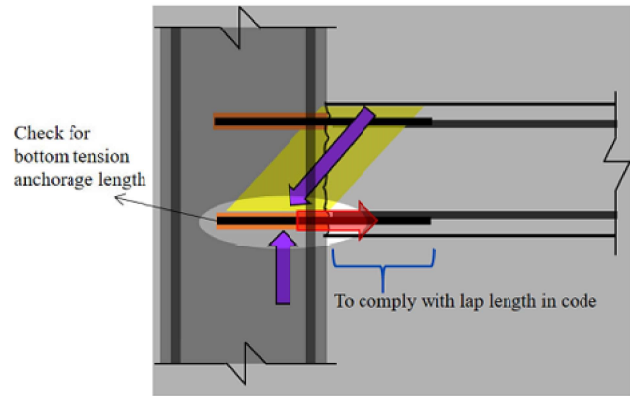 Check for
bottom tension
anchorage length
To comply with lap length in code